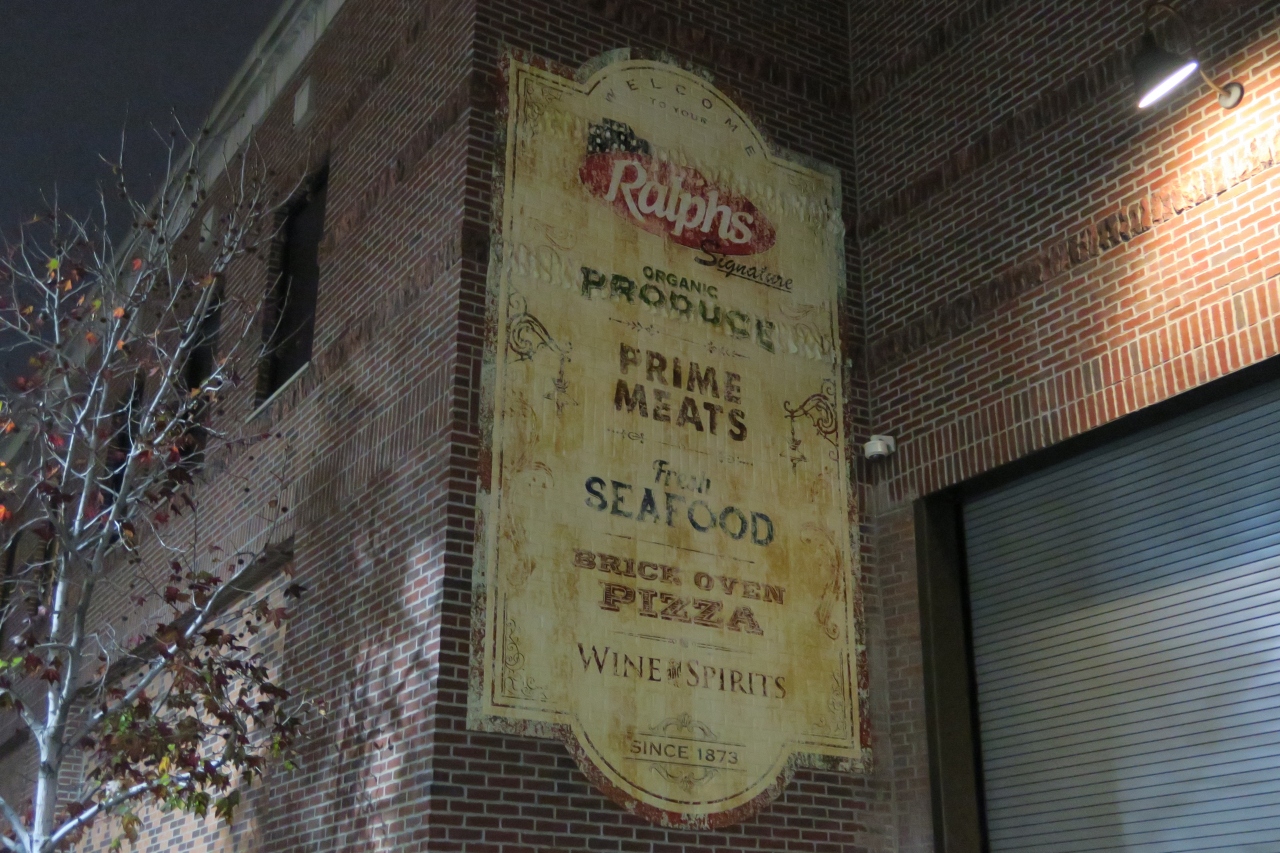 WELCOME
TO YOUR
Ralphs
Signature
ORGANIC
PRODUCE
PRIME
MEATS
Fresh
SEAFOOD
BRICK OVEN
PIZZA
WINE & SPIRITS
SINCE 1873